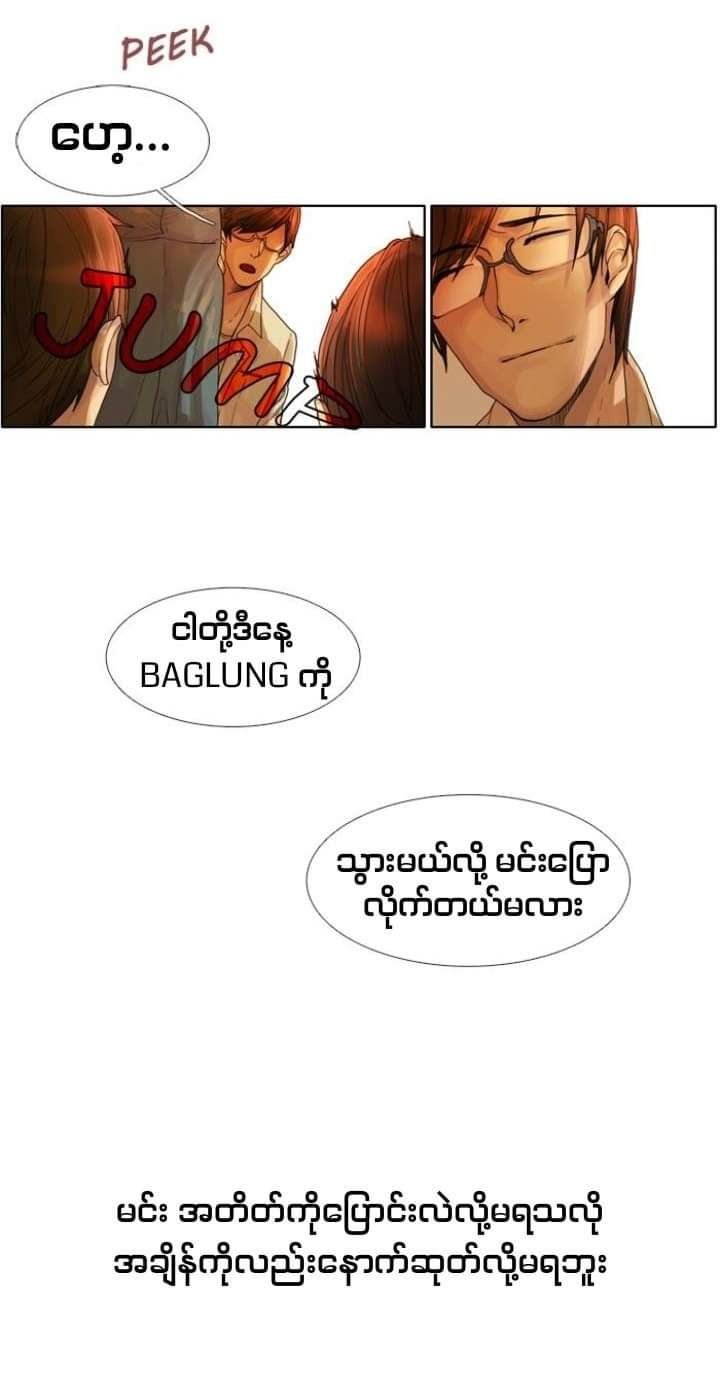 PEEK
ဟေ့...
JUMP
ငါတို့ဒီနေ့
BAGLUNG ကို
သွားမယ်လို့ မင်းပြော
လိုက်တယ်မလား
မင်း အတိတ်ကိုပြောင်းလဲလို့မရသလို
အချိန်ကိုလည်းနောက်ဆုတ်လို့မရဘူး